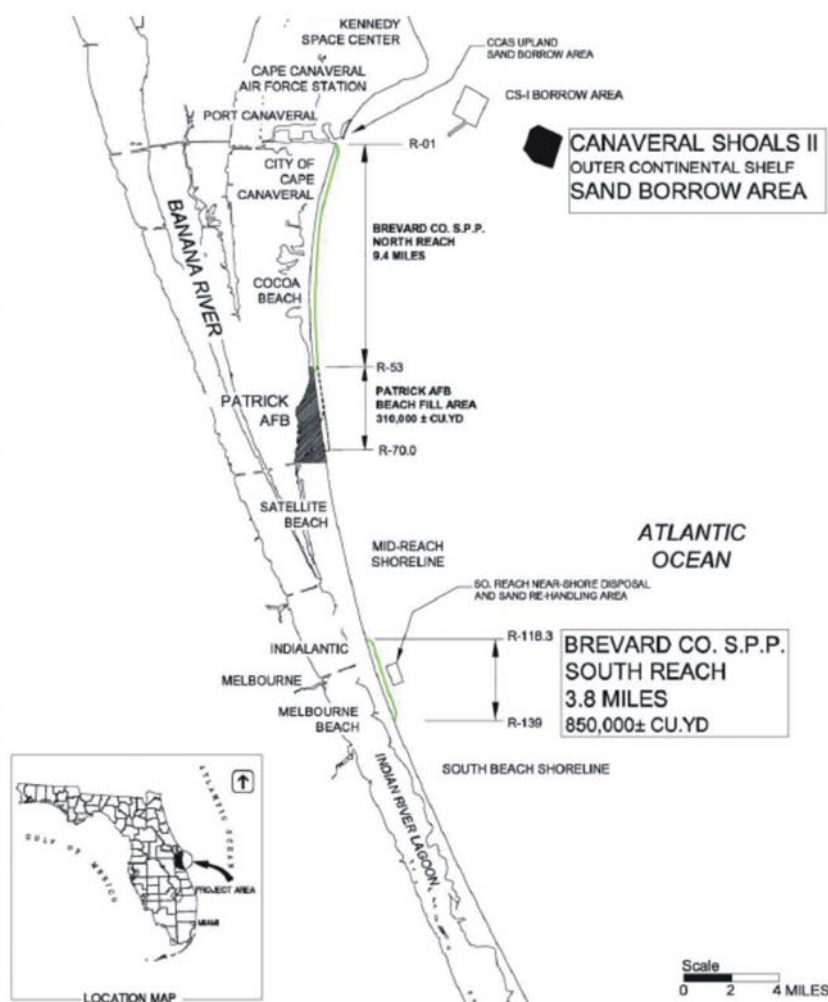 KENNEDY
SPACE CENTER
CCAS UPLAND
SAND BORROW AREA
CAPE CANAVERAL
AIR FORCE STATION
CS-I BORROW AREA
PORT CANAVERAL
R-01
CANAVERAL SHOALS II
OUTER CONTINENTAL SHELF
SAND BORROW AREA
CITY OF
CAPE
CANAVERAL
BANANA RIVER
BREVARD CO. S.P.P.
NORTH REACH
9.4 MILES
COCOA
BEACH
R-53
PATRICK
AFB
PATRICK AFB
BEACH FILL AREA
310,000 ± CU.YD
R-70.0
SATELLITE
BEACH
ATLANTIC
OCEAN
MID-REACH
SHORELINE
SO. REACH NEAR-SHORE DISPOSAL
AND SAND RE-HANDLING AREA
R-118.3
INDIALANTIC
BREVARD CO. S.P.P.
SOUTH REACH
3.8 MILES
850,000± CU.YD
MELBOURNE
MELBOURNE
BEACH
R-139
SOUTH BEACH SHORELINE
INDIAN RIVER LAGOON
ATLANTIC OCEAN
GULF OF MEXICO
PROJECT AREA
MIAMI
LOCATION MAP
Scale
0 2 4 MILES